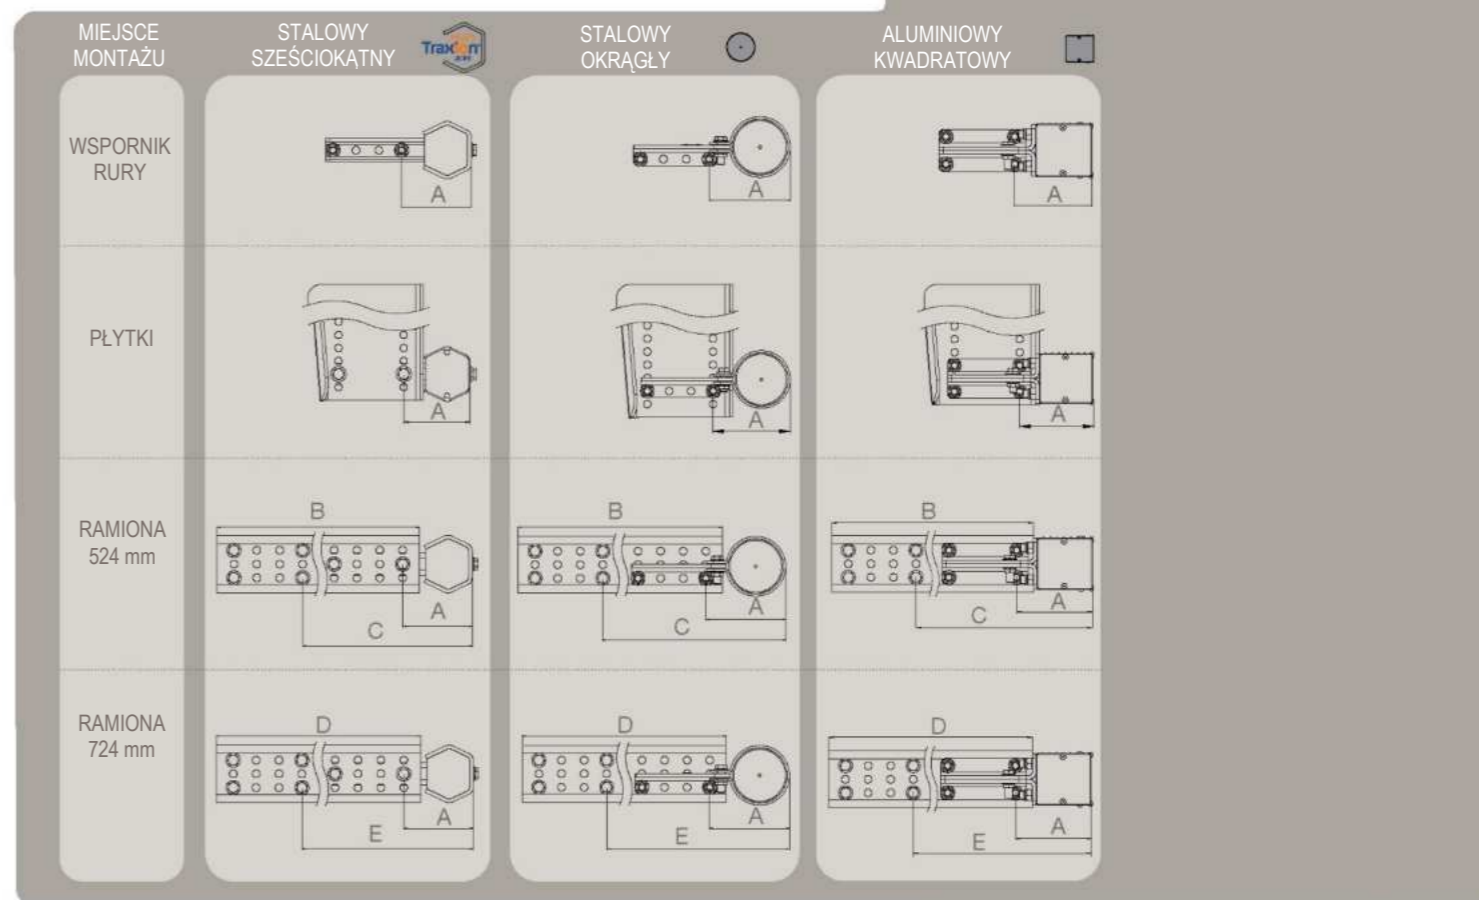 MIEJSCE
MONTAŻU
STALOWY
SZEŚCIOKĄTNY
Traxion
STALOWY
OKRĄGŁY
ALUMINIOWY
KWADRATOWY
WSPORNIK
RURY
A
A
A
PŁYTKI
A
A
A
RAMIONA
524 mm
B
A
C
B
A
C
B
A
C
RAMIONA
724 mm
D
A
E
D
A
E
D
A
E